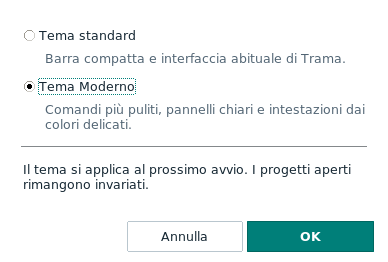 Tema standard
Barra compatta e interfaccia abituale di Trama.
Tema Moderno
Comandi più puliti, pannelli chiari e intestazioni dai
colori delicati.
Il tema si applica al prossimo avvio. I progetti aperti
rimangono invariati.
Annulla
OK